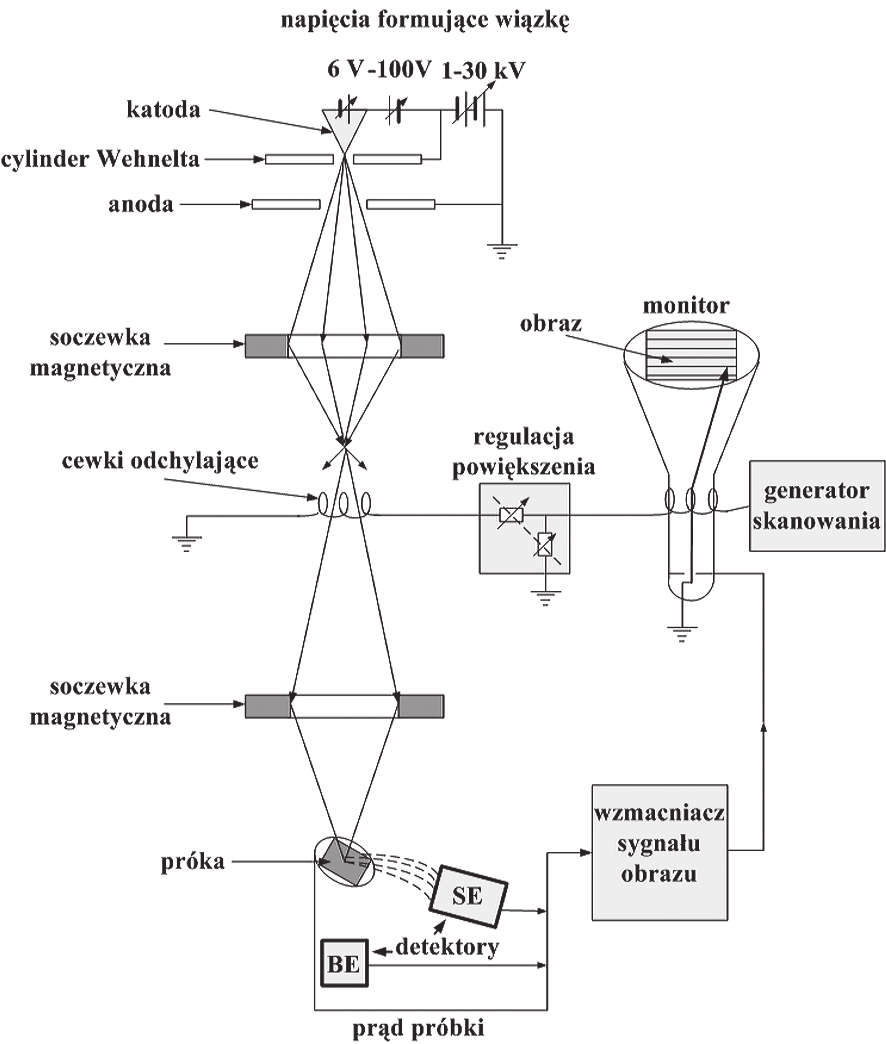 napięcia formujące wiązkę
6 V -100V 1-30 kV
katoda
cylinder Wehnelta
anoda
soczewka
magnetyczna
monitor
obraz
cewki odchylające
regulacja
powiększenia
generator
skanowania
soczewka
magnetyczna
wzmacniacz
sygnału
obrazu
próka
SE
detektory
BE
prąd próbki